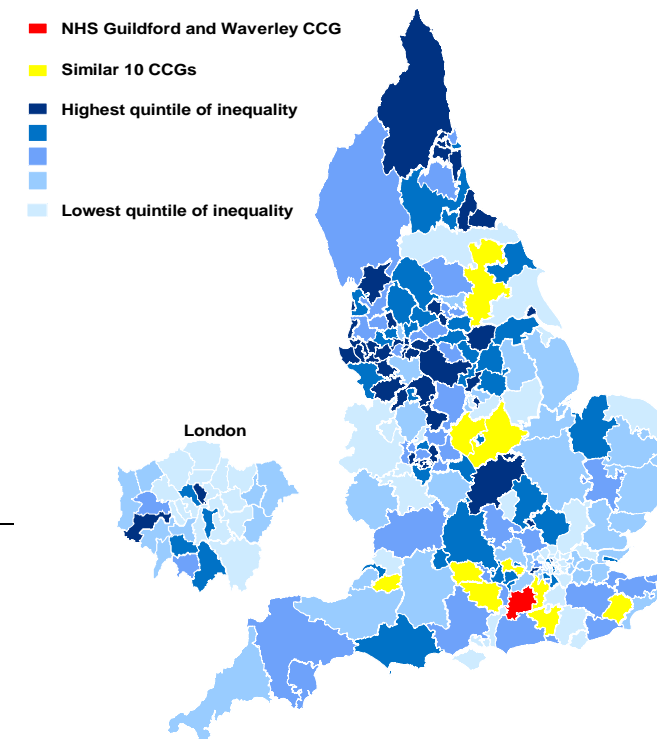 NHS Guildford and Waverley CCG
Similar 10 CCGs
Highest quintile of inequality
Lowest quintile of inequality
London